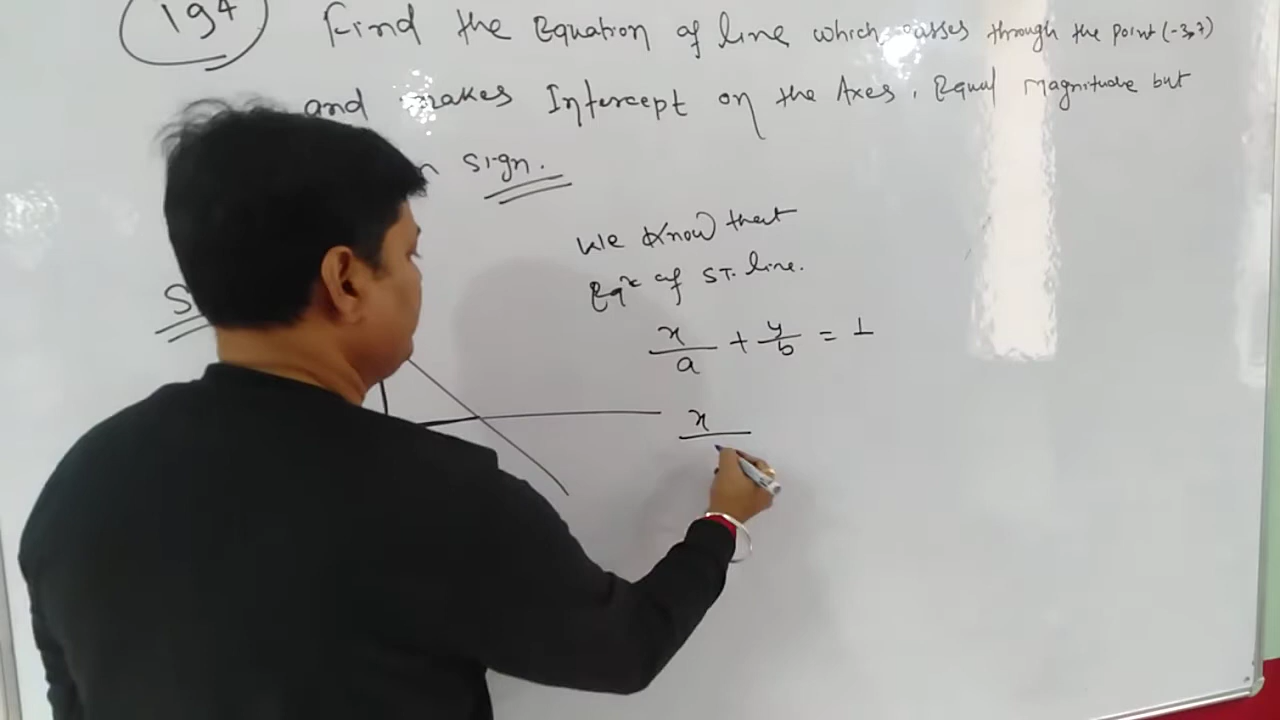 194 Find the Equation of line which passes through the point (-3,7)
and makes Intercept on the Axes, Equal Magnitude but
sign.
We know that
Eqn of ST. line.
S
x/a + y/b = 1
x